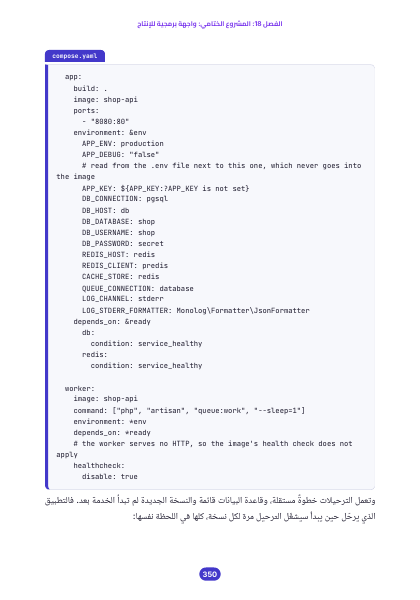 الفصل 18: المشروع الختامي: واجهة برمجية للإنتاج
compose.yaml
app:
build: .
image: shop-api
ports:
- "8080:80"
environment: &env
APP_ENV: production
APP_DEBUG: "false"
# read from the .env file next to this one, which never goes into
the image
APP_KEY: ${APP_KEY:?APP_KEY is not set}
DB_CONNECTION: pgsql
DB_HOST: db
DB_DATABASE: shop
DB_USERNAME: shop
DB_PASSWORD: secret
REDIS_HOST: redis
REDIS_CLIENT: predis
CACHE_STORE: redis
QUEUE_CONNECTION: database
LOG_CHANNEL: stderr
LOG_STDERR_FORMATTER: Monolog\Formatter\JsonFormatter
depends_on: &ready
db:
condition: service_healthy
redis:
condition: service_healthy
worker:
image: shop-api
command: ["php", "artisan", "queue:work", "--sleep=1"]
environment: *env
depends_on: *ready
# the worker serves no HTTP, so the image's health check does not
apply
healthcheck:
disable: true
وتعمل الترحيلات خطوةً مستقلة، وقاعدة البيانات قائمة والنسخة الجديدة لم تبدأ الخدمة بعد. فالتطبيق
الذي يرحّل حين يبدأ سيشغّل الترحيل مرة لكل نسخة، كلها في اللحظة نفسها:
350